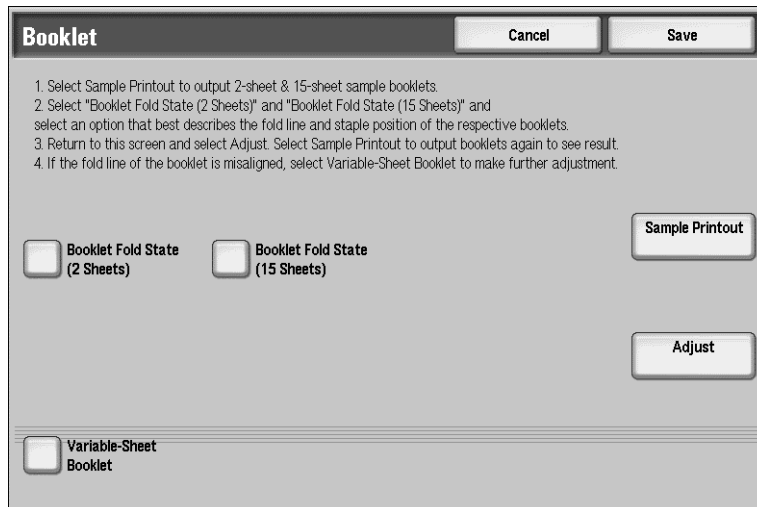 Booklet
Cancel
Save
1. Select Sample Printout to output 2-sheet & 15-sheet sample booklets.
2. Select "Booklet Fold State (2 Sheets)" and "Booklet Fold State (15 Sheets)" and
select an option that best describes the fold line and staple position of the respective booklets.
3. Return to this screen and select Adjust. Select Sample Printout to output booklets again to see result.
4. If the fold line of the booklet is misaligned, select Variable-Sheet Booklet to make further adjustment.
Sample Printout
Booklet Fold State
(2 Sheets)
Booklet Fold State
(15 Sheets)
Adjust
Variable-Sheet
Booklet